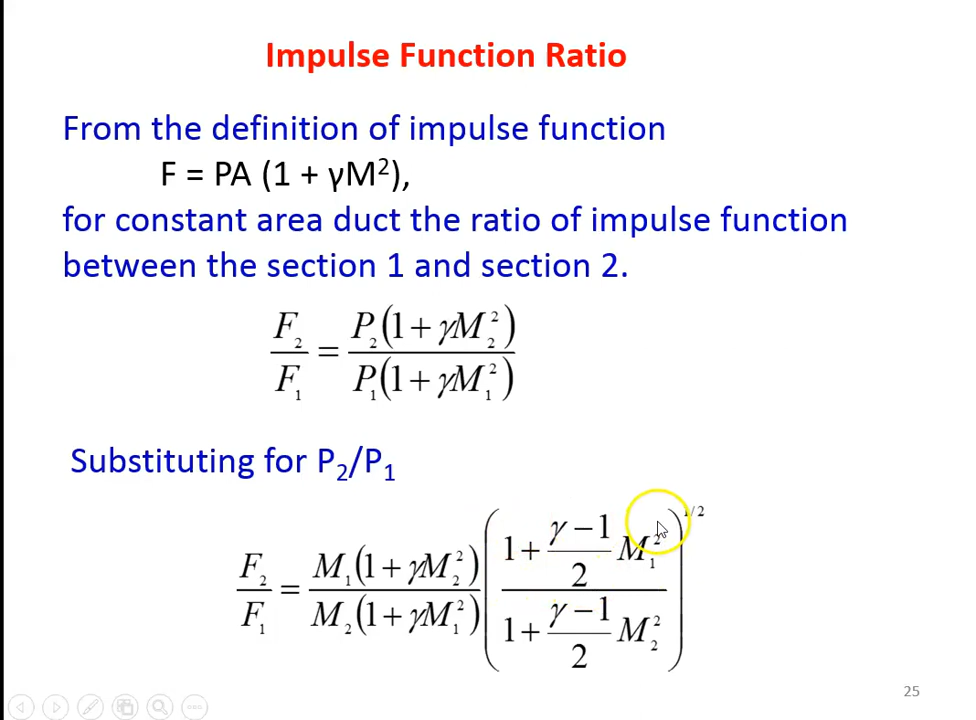 Impulse Function Ratio
From the definition of impulse function
F = PA (1 + γM²),
for constant area duct the ratio of impulse function
between the section 1 and section 2.
F₂/F₁ = P₂(1 + γM₂²) / P₁(1 + γM₁²)
Substituting for P₂/P₁
F₂/F₁ = M₁(1 + γM₂²) / M₂(1 + γM₁²) ((1 + (γ − 1)/2 M₁²) / (1 + (γ − 1)/2 M₂²))^1/2
25